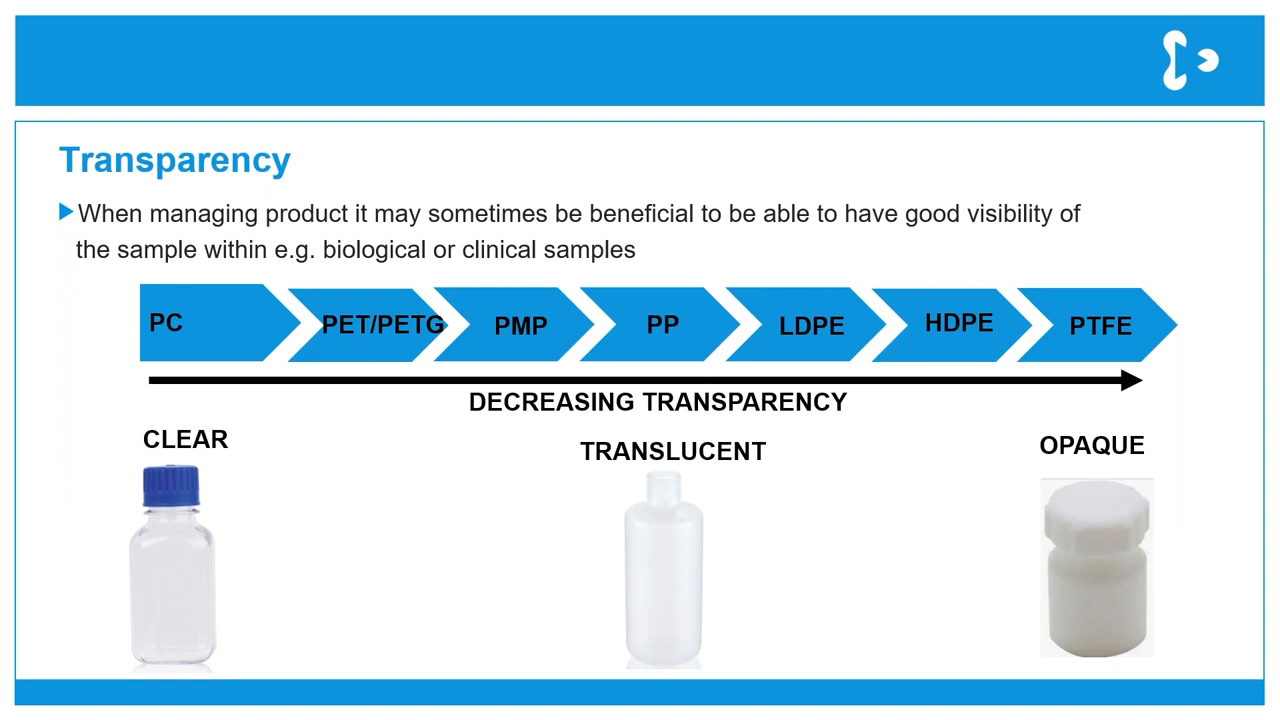 Transparency
When managing product it may sometimes be beneficial to be able to have good visibility of
the sample within e.g. biological or clinical samples
PC
PET/PETG
PMP
PP
LDPE
HDPE
PTFE
DECREASING TRANSPARENCY
CLEAR
TRANSLUCENT
OPAQUE